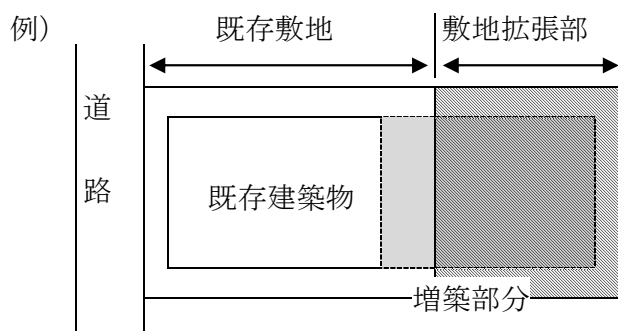 例）
既存敷地
敷地拡張部
道路
既存建築物
増築部分